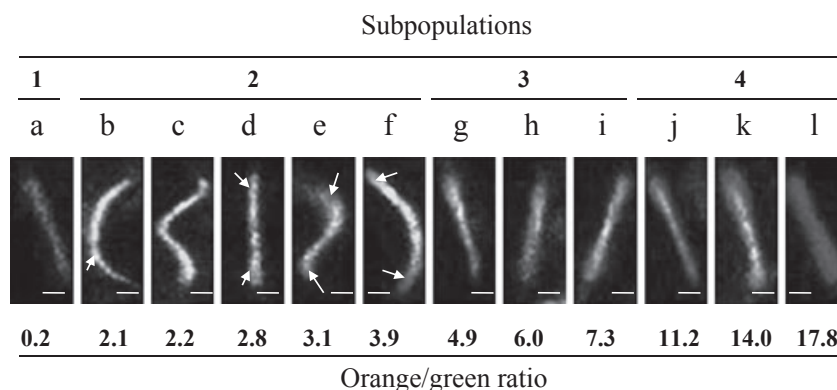 Subpopulations
1 2 3 4
a b c d e f g h i j k l
0.2 2.1 2.2 2.8 3.1 3.9 4.9 6.0 7.3 11.2 14.0 17.8
Orange/green ratio